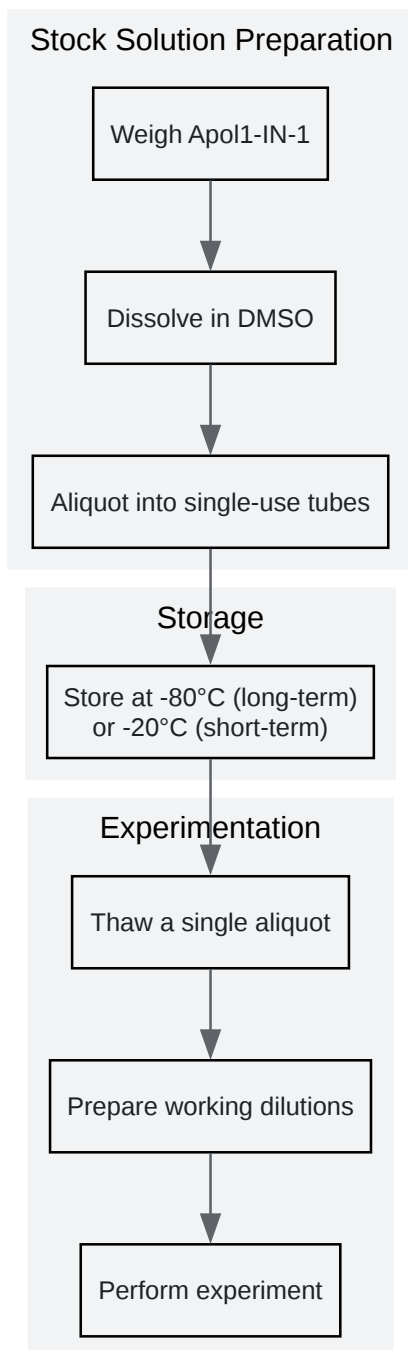 Stock Solution Preparation
Weigh Apol1-IN-1
Dissolve in DMSO
Aliquot into single-use tubes
Storage
Store at -80°C (long-term)
or -20°C (short-term)
Experimentation
Thaw a single aliquot
Prepare working dilutions
Perform experiment